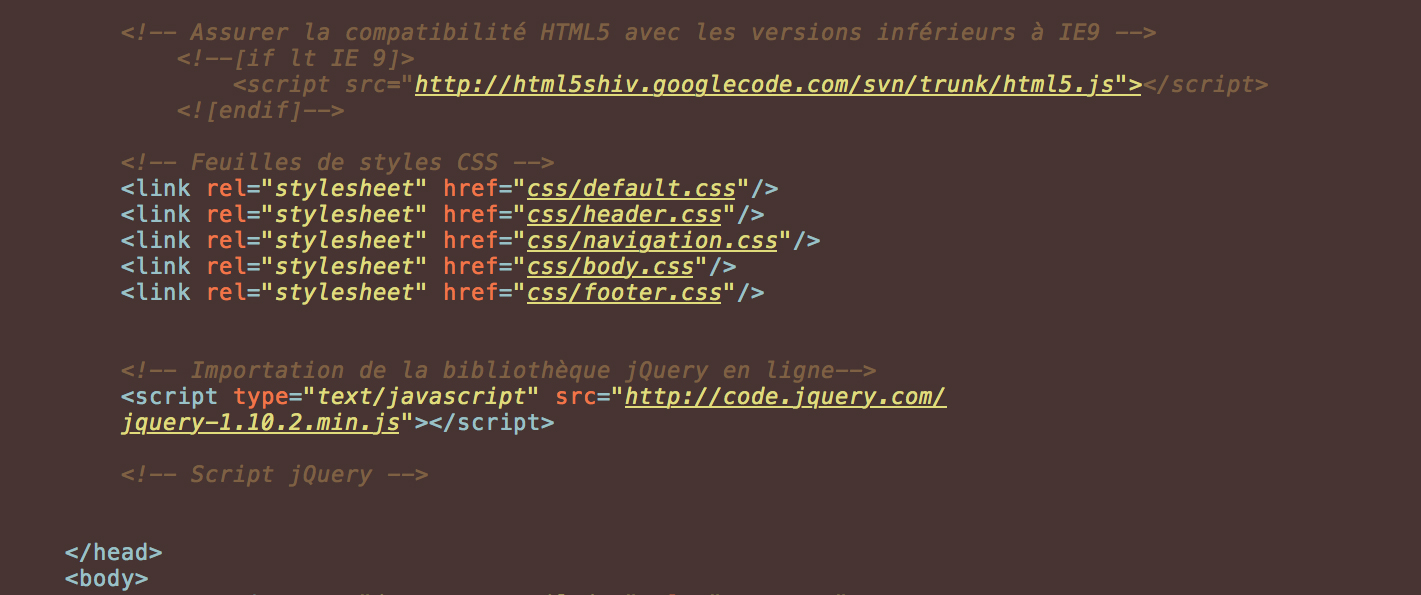 <!-- Assurer la compatibilité HTML5 avec les versions inférieurs à IE9 -->
<!--[if lt IE 9]>
<script src="http://html5shiv.googlecode.com/svn/trunk/html5.js"></script>
<![endif]-->
<!-- Feuilles de styles CSS -->
<link rel="stylesheet" href="css/default.css"/>
<link rel="stylesheet" href="css/header.css"/>
<link rel="stylesheet" href="css/navigation.css"/>
<link rel="stylesheet" href="css/body.css"/>
<link rel="stylesheet" href="css/footer.css"/>
<!-- Importation de la bibliothèque jQuery en ligne-->
<script type="text/javascript" src="http://code.jquery.com/
jquery-1.10.2.min.js"></script>
<!-- Script jQuery -->
</head>
<body>